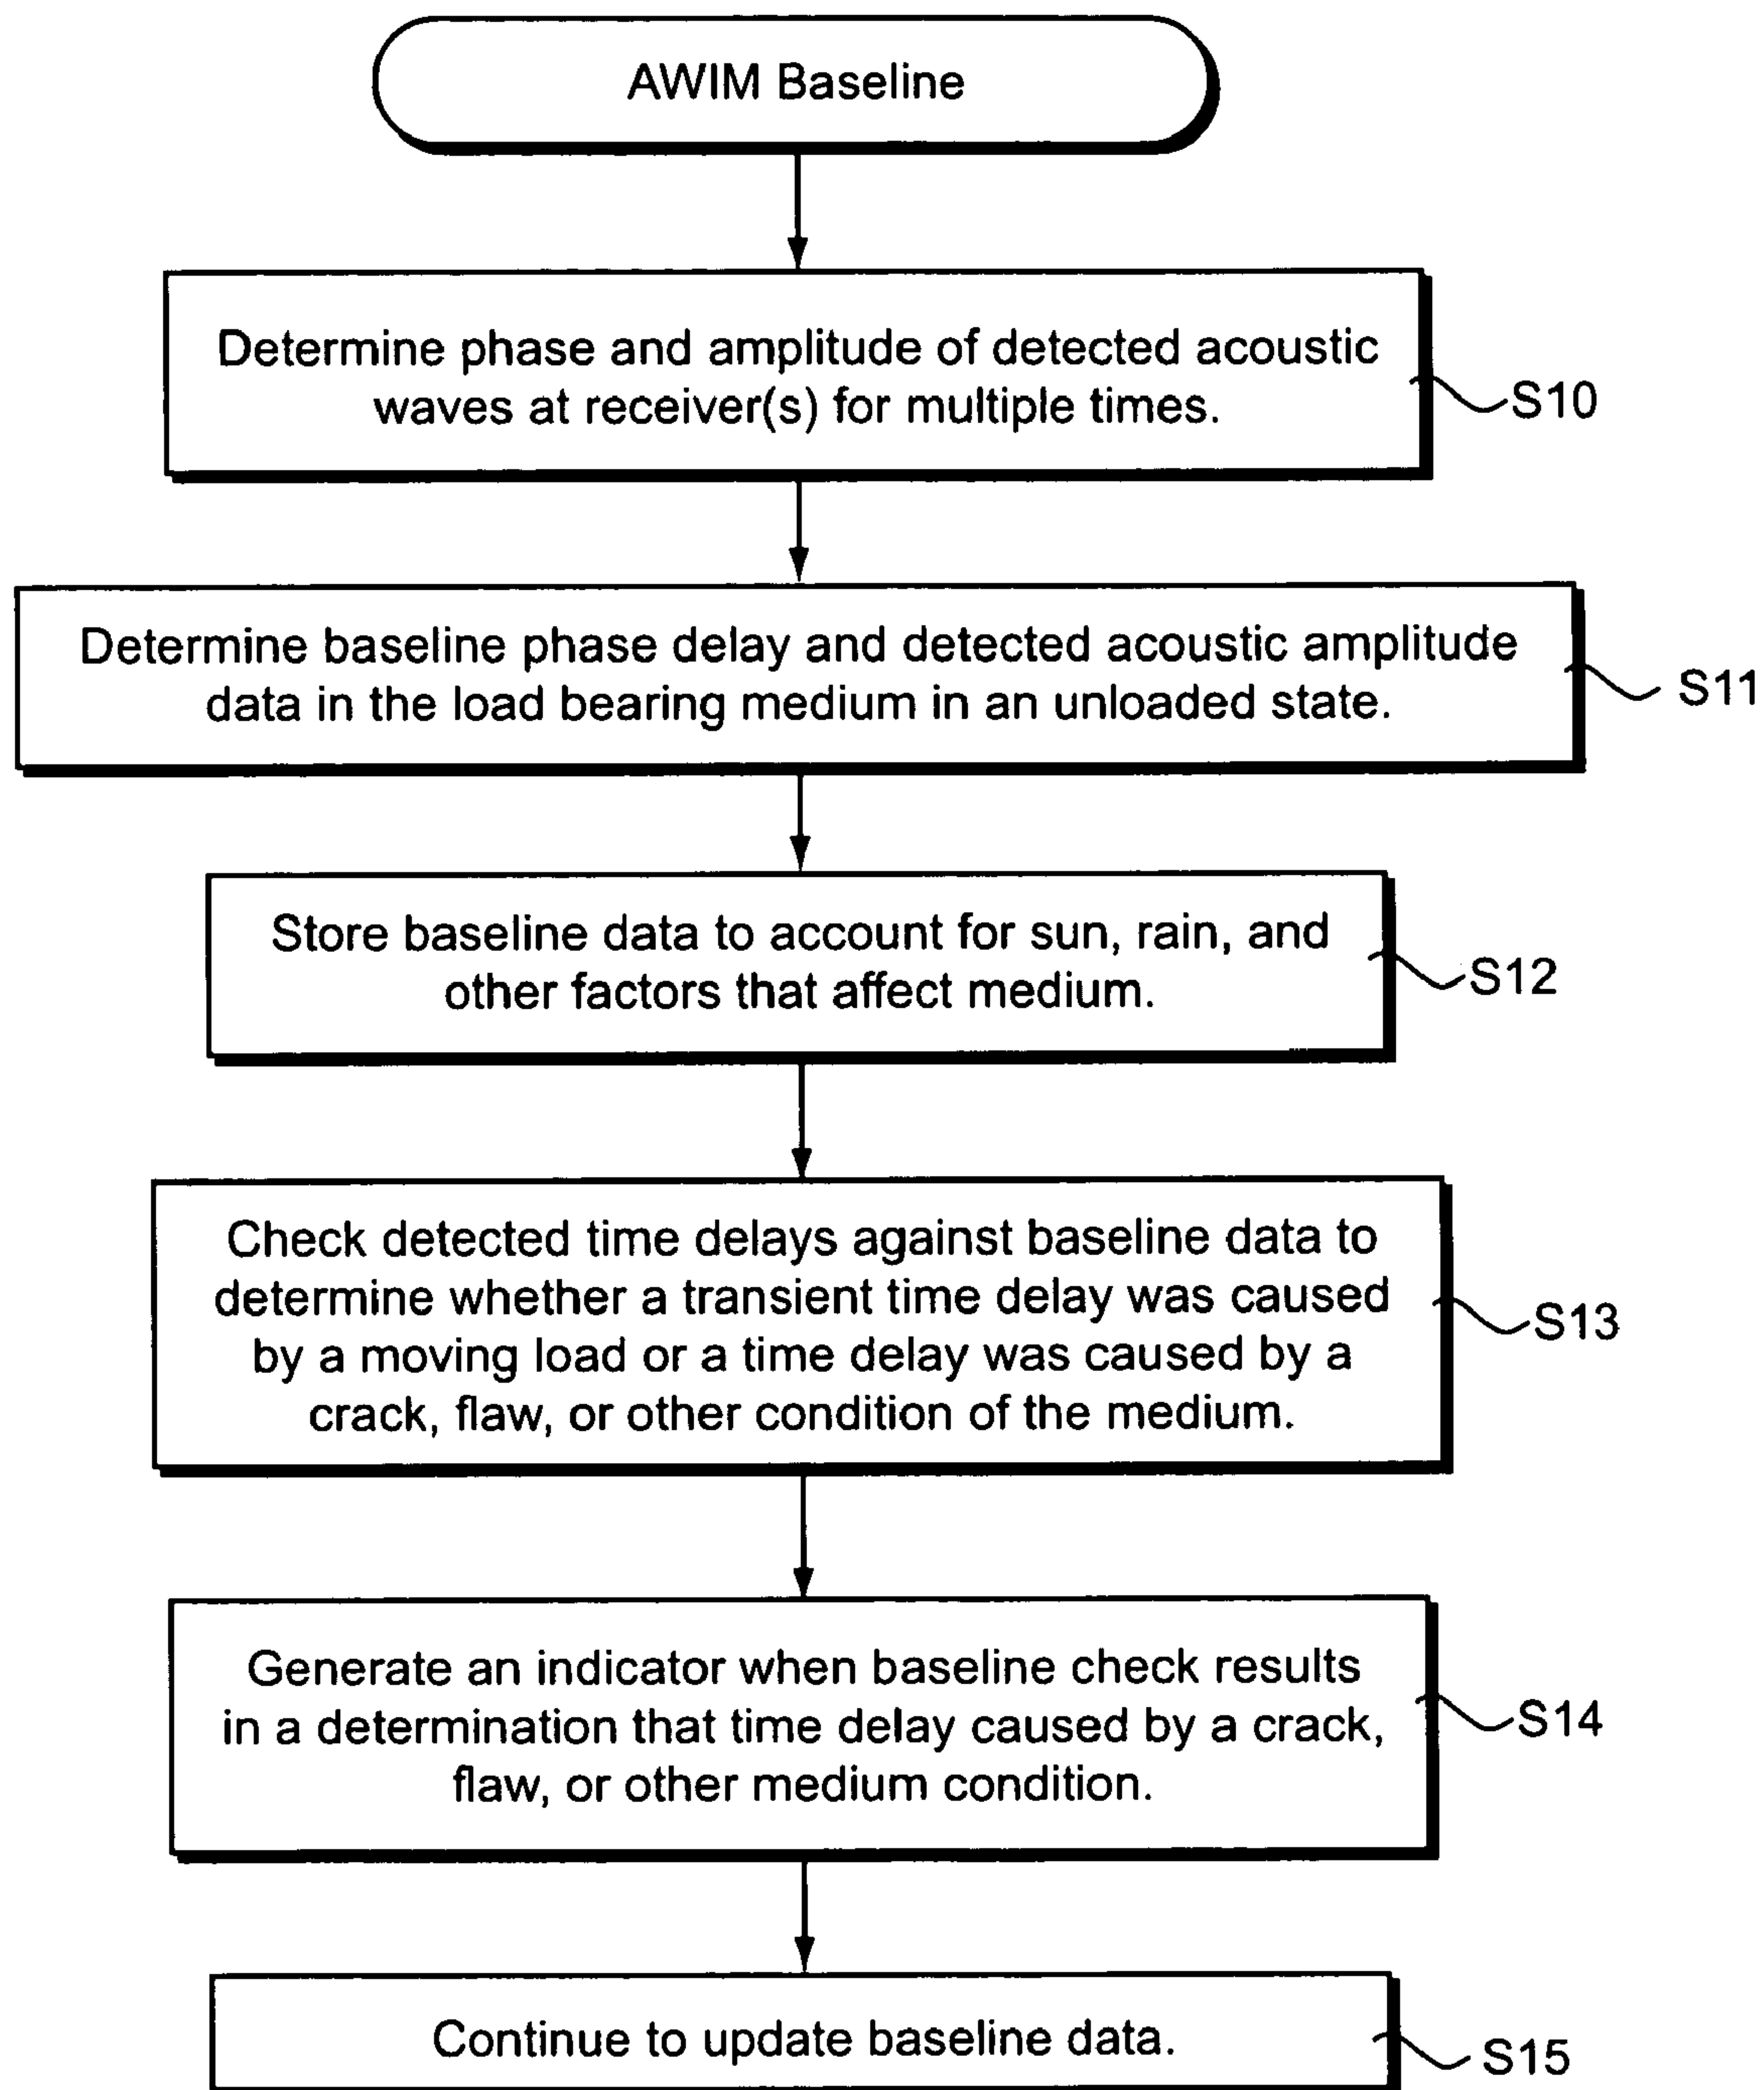 AWIM Baseline
Determine phase and amplitude of detected acoustic
waves at receiver(s) for multiple times.
S10
Determine baseline phase delay and detected acoustic amplitude
data in the load bearing medium in an unloaded state.
S11
Store baseline data to account for sun, rain, and
other factors that affect medium.
S12
Check detected time delays against baseline data to
determine whether a transient time delay was caused
by a moving load or a time delay was caused by a
crack, flaw, or other condition of the medium.
S13
Generate an indicator when baseline check results
in a determination that time delay caused by a crack,
flaw, or other medium condition.
S14
Continue to update baseline data.
S15